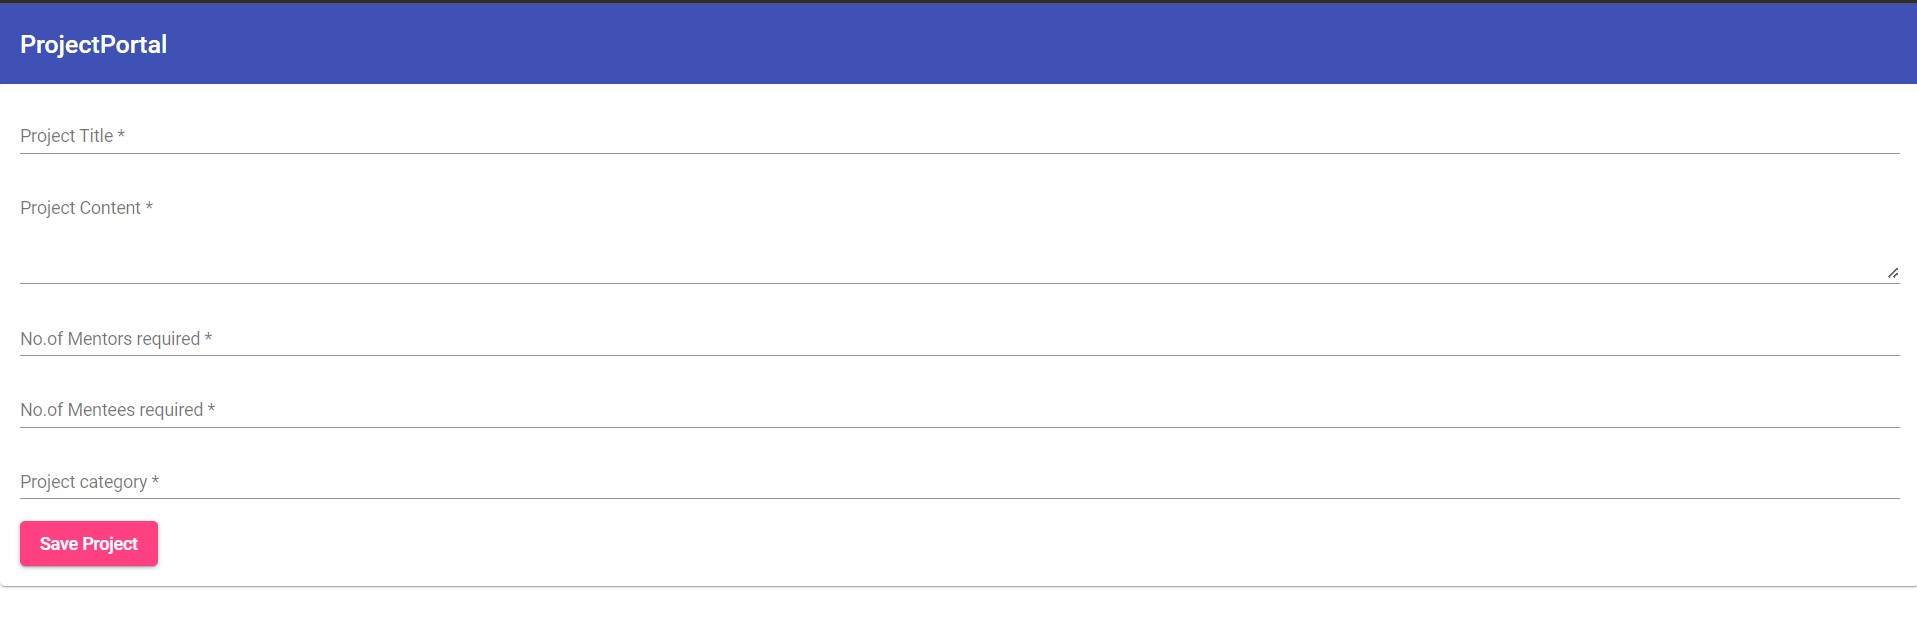 ProjectPortal
Project Title *
Project Content *
No.of Mentors required *
No.of Mentees required *
Project category *
Save Project